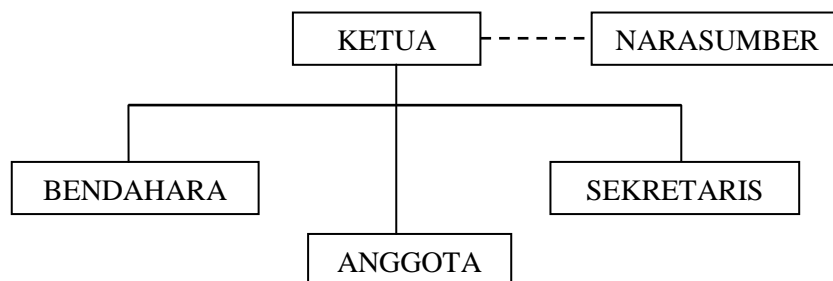 KETUA
NARASUMBER
BENDAHARA
SEKRETARIS
ANGGOTA